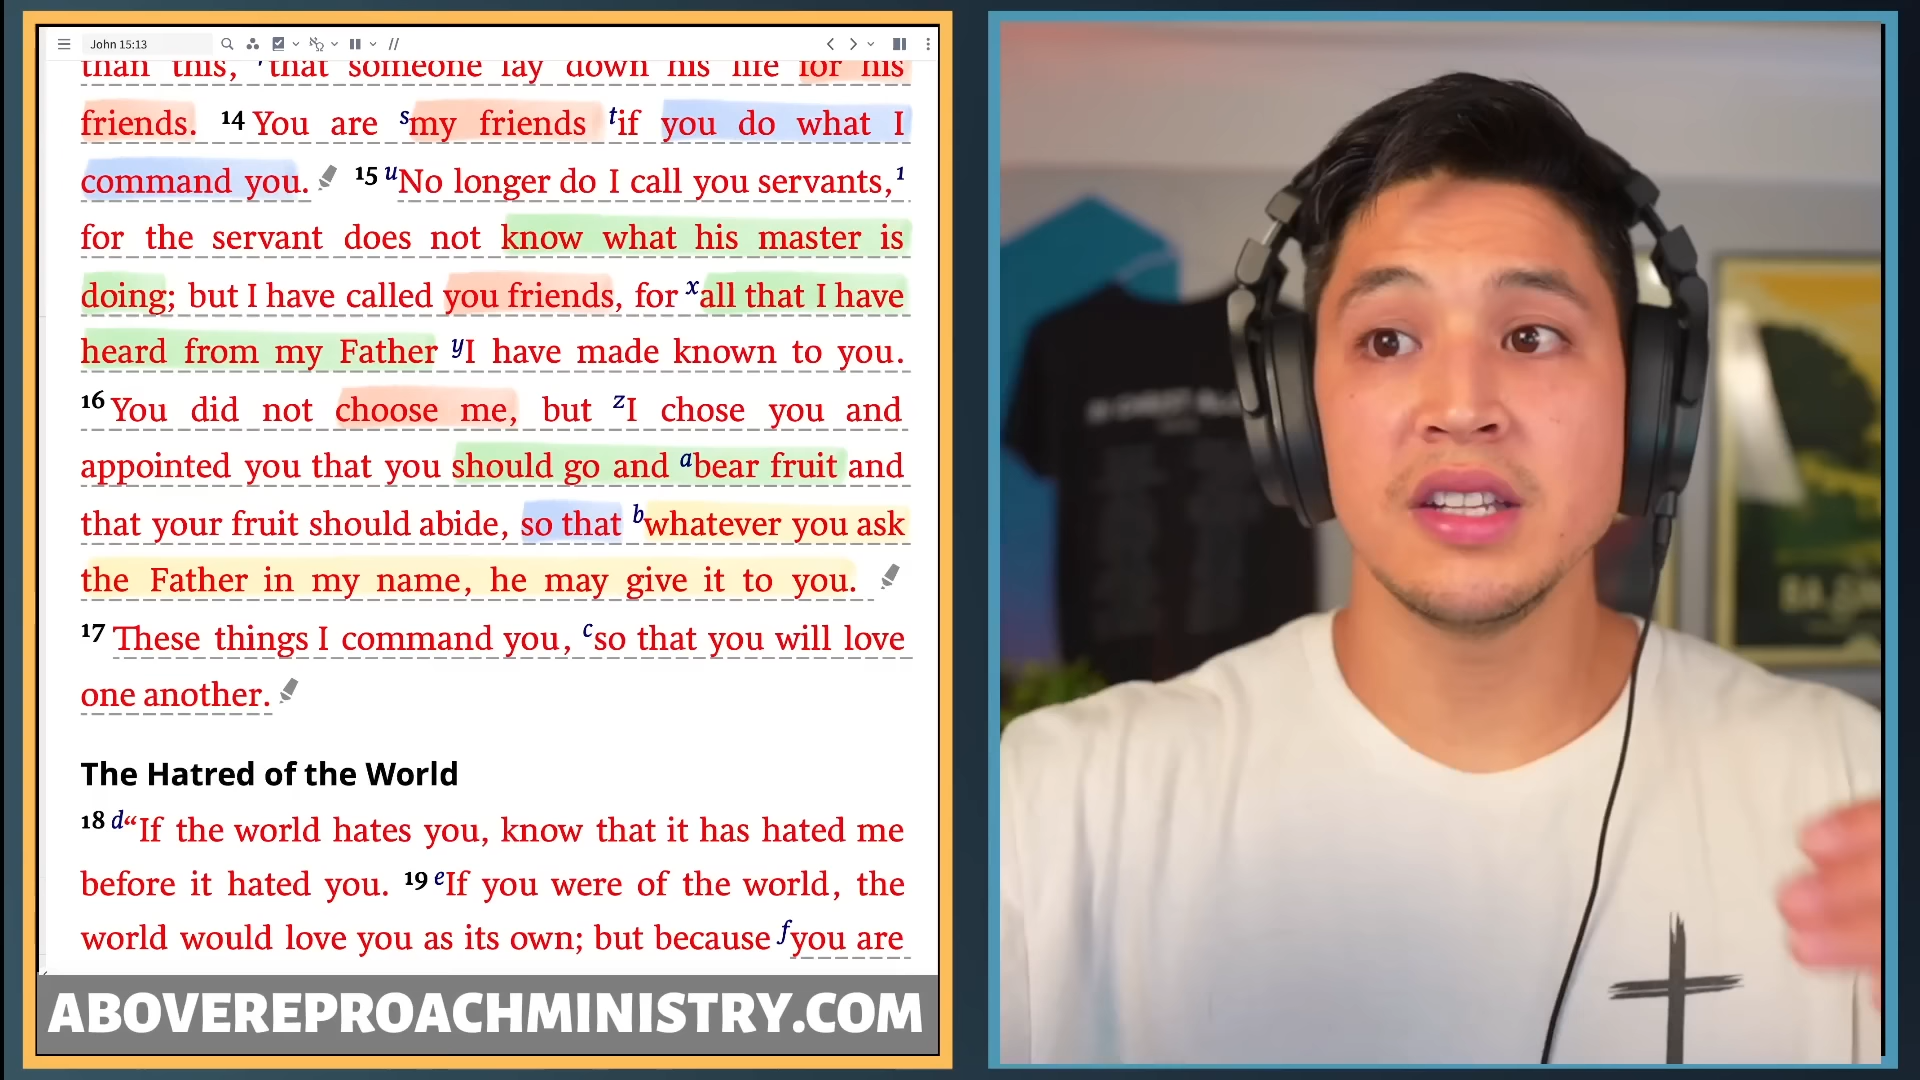 John 15:13
than this, that someone lay down his life for his
friends. 14 You are s my friends t if you do what I
command you. 15 u No longer do I call you servants, 1
for the servant does not know what his master is
doing; but I have called you friends, for x all that I have
heard from my Father y I have made known to you.
16 You did not choose me, but z I chose you and
appointed you that you should go and a bear fruit and
that your fruit should abide, so that b whatever you ask
the Father in my name, he may give it to you.
17 These things I command you, c so that you will love
one another.
The Hatred of the World
18 d “If the world hates you, know that it has hated me
before it hated you. 19 e If you were of the world, the
world would love you as its own; but because f you are
ABOVEREPROACHMINISTRY.COM